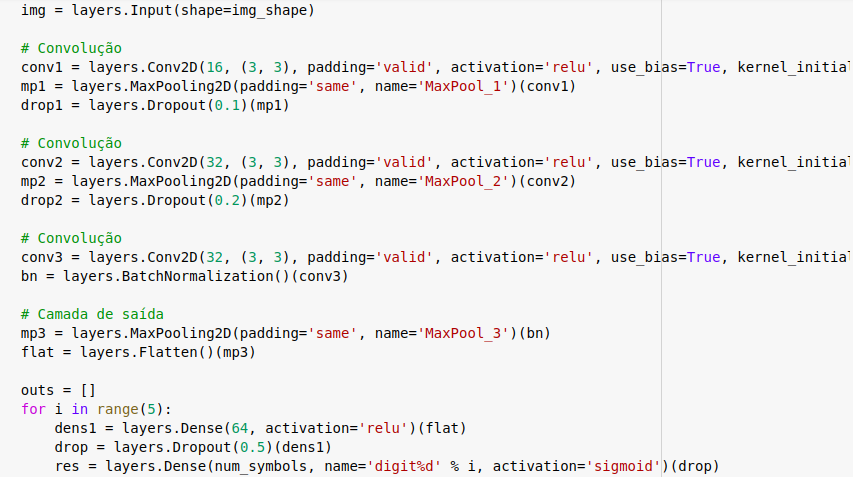 img = layers.Input(shape=img_shape)
# Convolução
conv1 = layers.Conv2D(16, (3, 3), padding='valid', activation='relu', use_bias=True, kernel_initial
mp1 = layers.MaxPooling2D(padding='same', name='MaxPool_1')(conv1)
drop1 = layers.Dropout(0.1)(mp1)
# Convolução
conv2 = layers.Conv2D(32, (3, 3), padding='valid', activation='relu', use_bias=True, kernel_initial
mp2 = layers.MaxPooling2D(padding='same', name='MaxPool_2')(conv2)
drop2 = layers.Dropout(0.2)(mp2)
# Convolução
conv3 = layers.Conv2D(32, (3, 3), padding='valid', activation='relu', use_bias=True, kernel_initial
bn = layers.BatchNormalization()(conv3)
# Camada de saída
mp3 = layers.MaxPooling2D(padding='same', name='MaxPool_3')(bn)
flat = layers.Flatten()(mp3)
outs = []
for i in range(5):
    dens1 = layers.Dense(64, activation='relu')(flat)
    drop = layers.Dropout(0.5)(dens1)
    res = layers.Dense(num_symbols, name='digit%d' % i, activation='sigmoid')(drop)